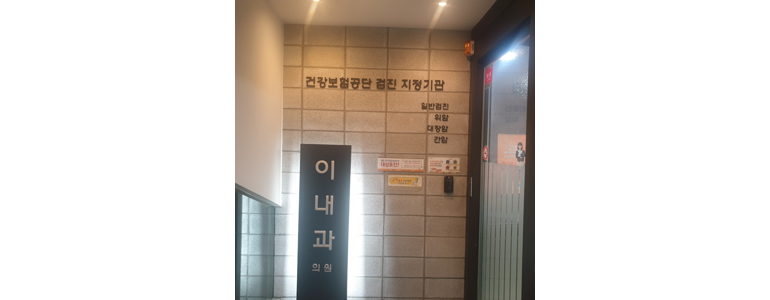 건강보험공단 검진 지정기관
일반검진
위암
대장암
간암
이내과
의원